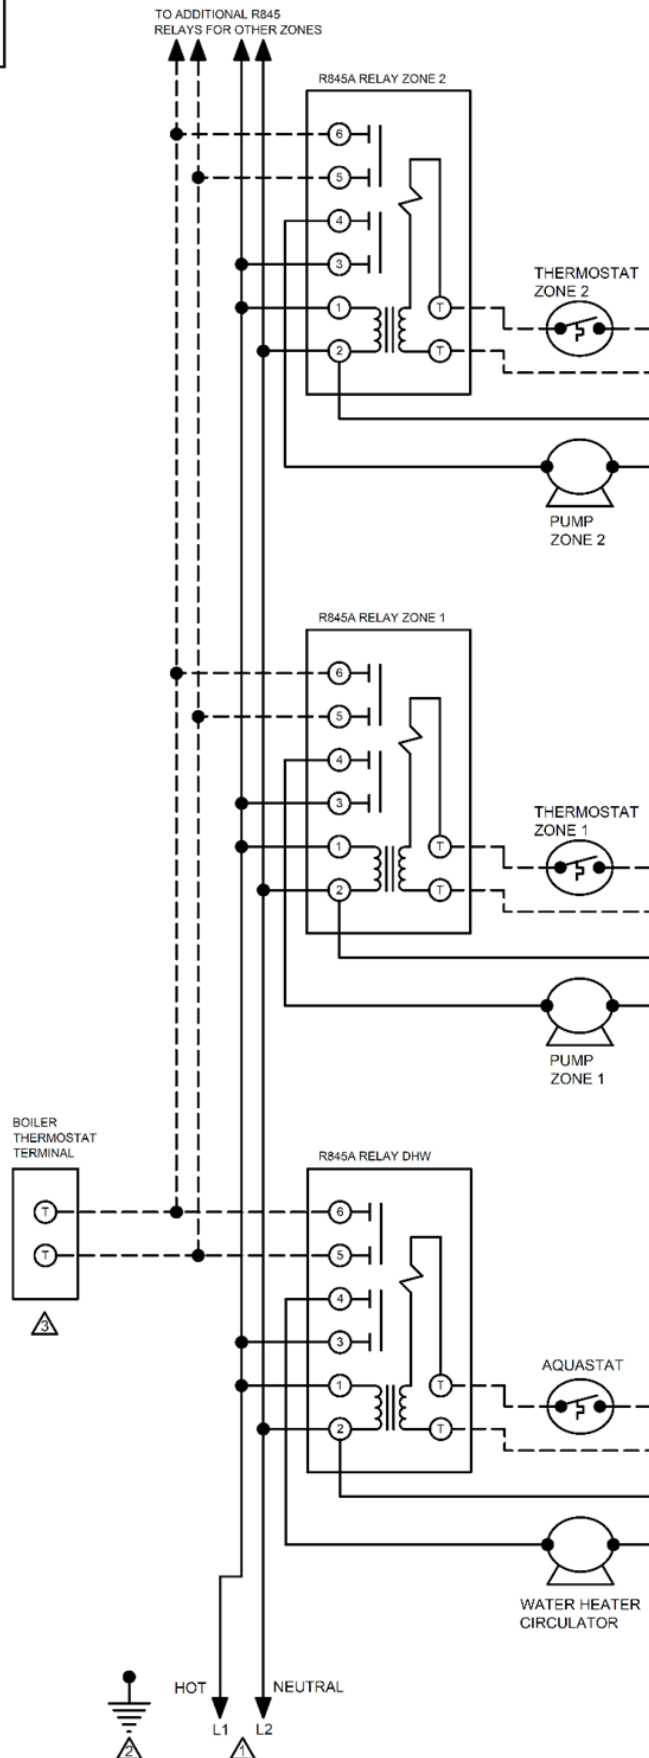 TO ADDITIONAL R845
RELAYS FOR OTHER ZONES
R845A RELAY ZONE 2
6
5
4
3
1
2
T
T
THERMOSTAT
ZONE 2
PUMP
ZONE 2
R845A RELAY ZONE 1
6
5
4
3
1
2
T
T
THERMOSTAT
ZONE 1
PUMP
ZONE 1
BOILER
THERMOSTAT
TERMINAL
T
T
3
R845A RELAY DHW
6
5
4
3
1
2
T
T
AQUASTAT
WATER HEATER
CIRCULATOR
HOT
NEUTRAL
L1
L2
2
1